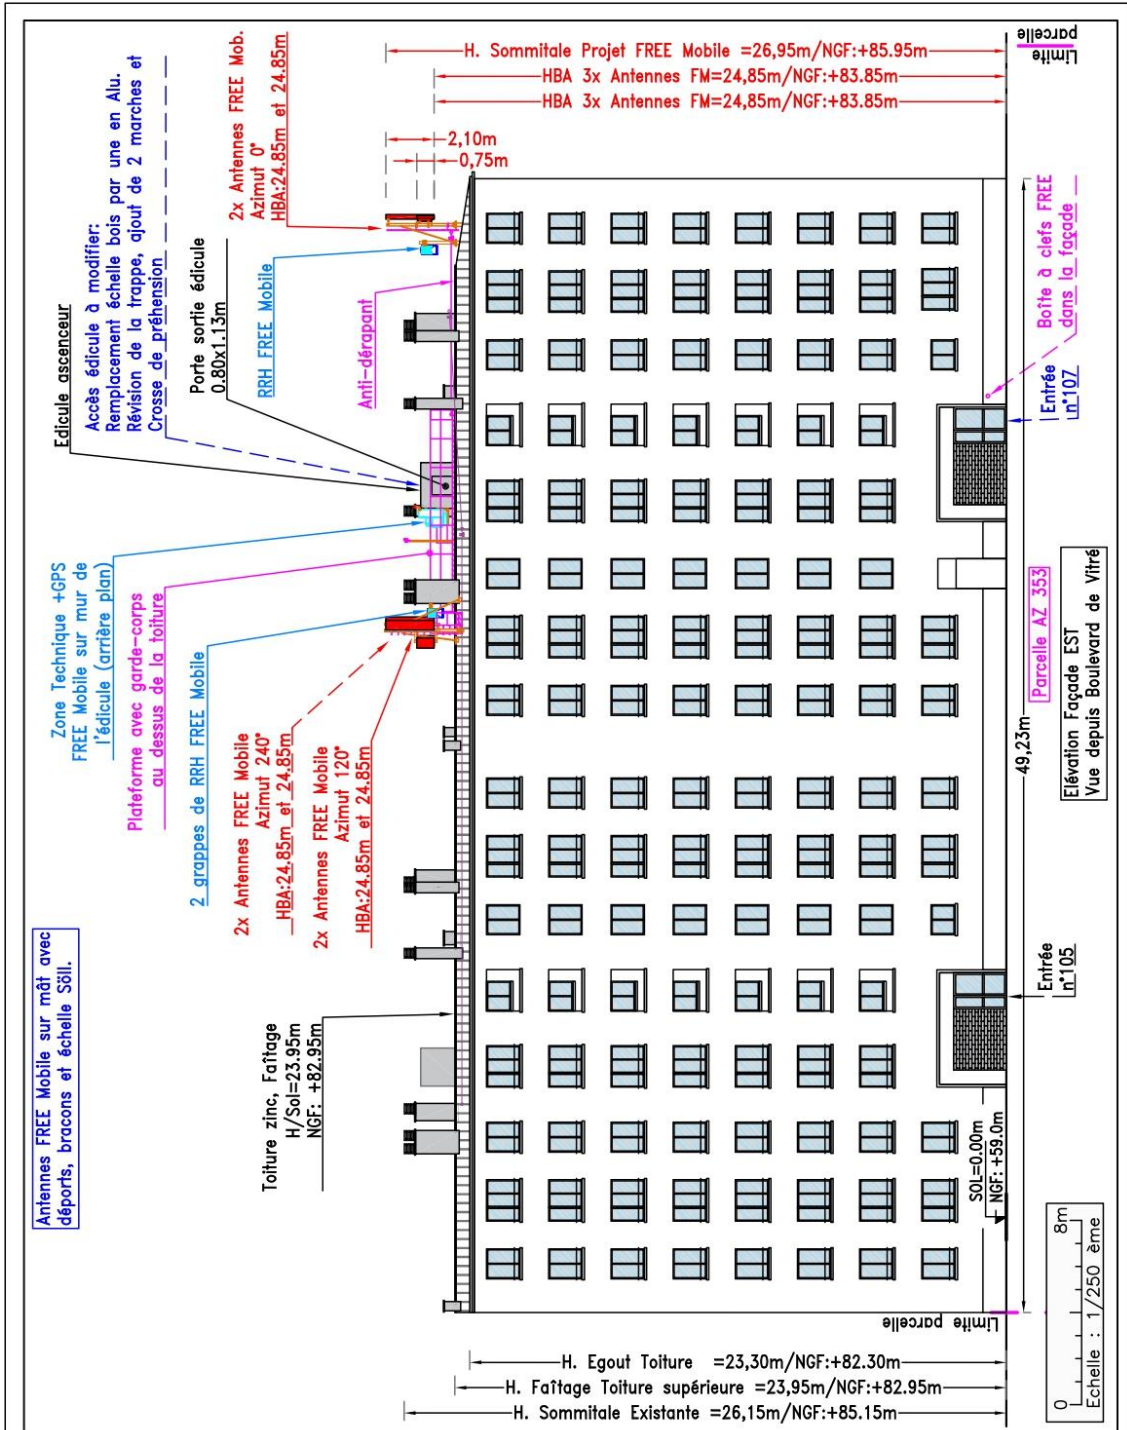 Antennes FREE Mobile sur mât avec
déports, bracons et échelle Söll.
Zone Technique +GPS
FREE Mobile sur mur de
l'édicule (arrière plan)
Plateforme avec garde-corps
au dessus de la toiture
2 grappes de RRH FREE Mobile
2x Antennes FREE Mobile
Azimut 240°
HBA:24.85m et 24.85m
2x Antennes FREE Mobile
Azimut 120°
HBA:24.85m et 24.85m
Toiture zinc, Faîtage
H/Sol=23.95m
NGF: +82.95m
Edicule ascenceur
Accès édicule à modifier:
Remplacement échelle bois par une en Alu.
Révision de la trappe, ajout de 2 marches et
Crosse de préhension
Porte sortie édicule
0.80x1.13m
2x Antennes FREE Mob.
Azimut 0°
HBA:24.85m et 24.85m
RRH FREE Mobile
Anti-dérapant
H. Sommitale Projet FREE Mobile =26,95m/NGF:+85.95m
HBA 3x Antennes FM=24,85m/NGF:+83.85m
HBA 3x Antennes FM=24,85m/NGF:+83.85m
2,10m
0,75m
Limite
parcelle
Boîte à clefs FREE
dans la façade
Entrée
n°107
Parcelle AZ 353
49,23m
Elévation Façade EST
Vue depuis Boulevard de Vitré
Entrée
n°105
SOL=0.00m
NGF: +59.0m
Limite parcelle
H. Egout Toiture =23,30m/NGF:+82.30m
H. Faîtage Toiture supérieure =23,95m/NGF:+82.95m
H. Sommitale Existante =26,15m/NGF:+85.15m
0 8m
Echelle : 1/250 ème